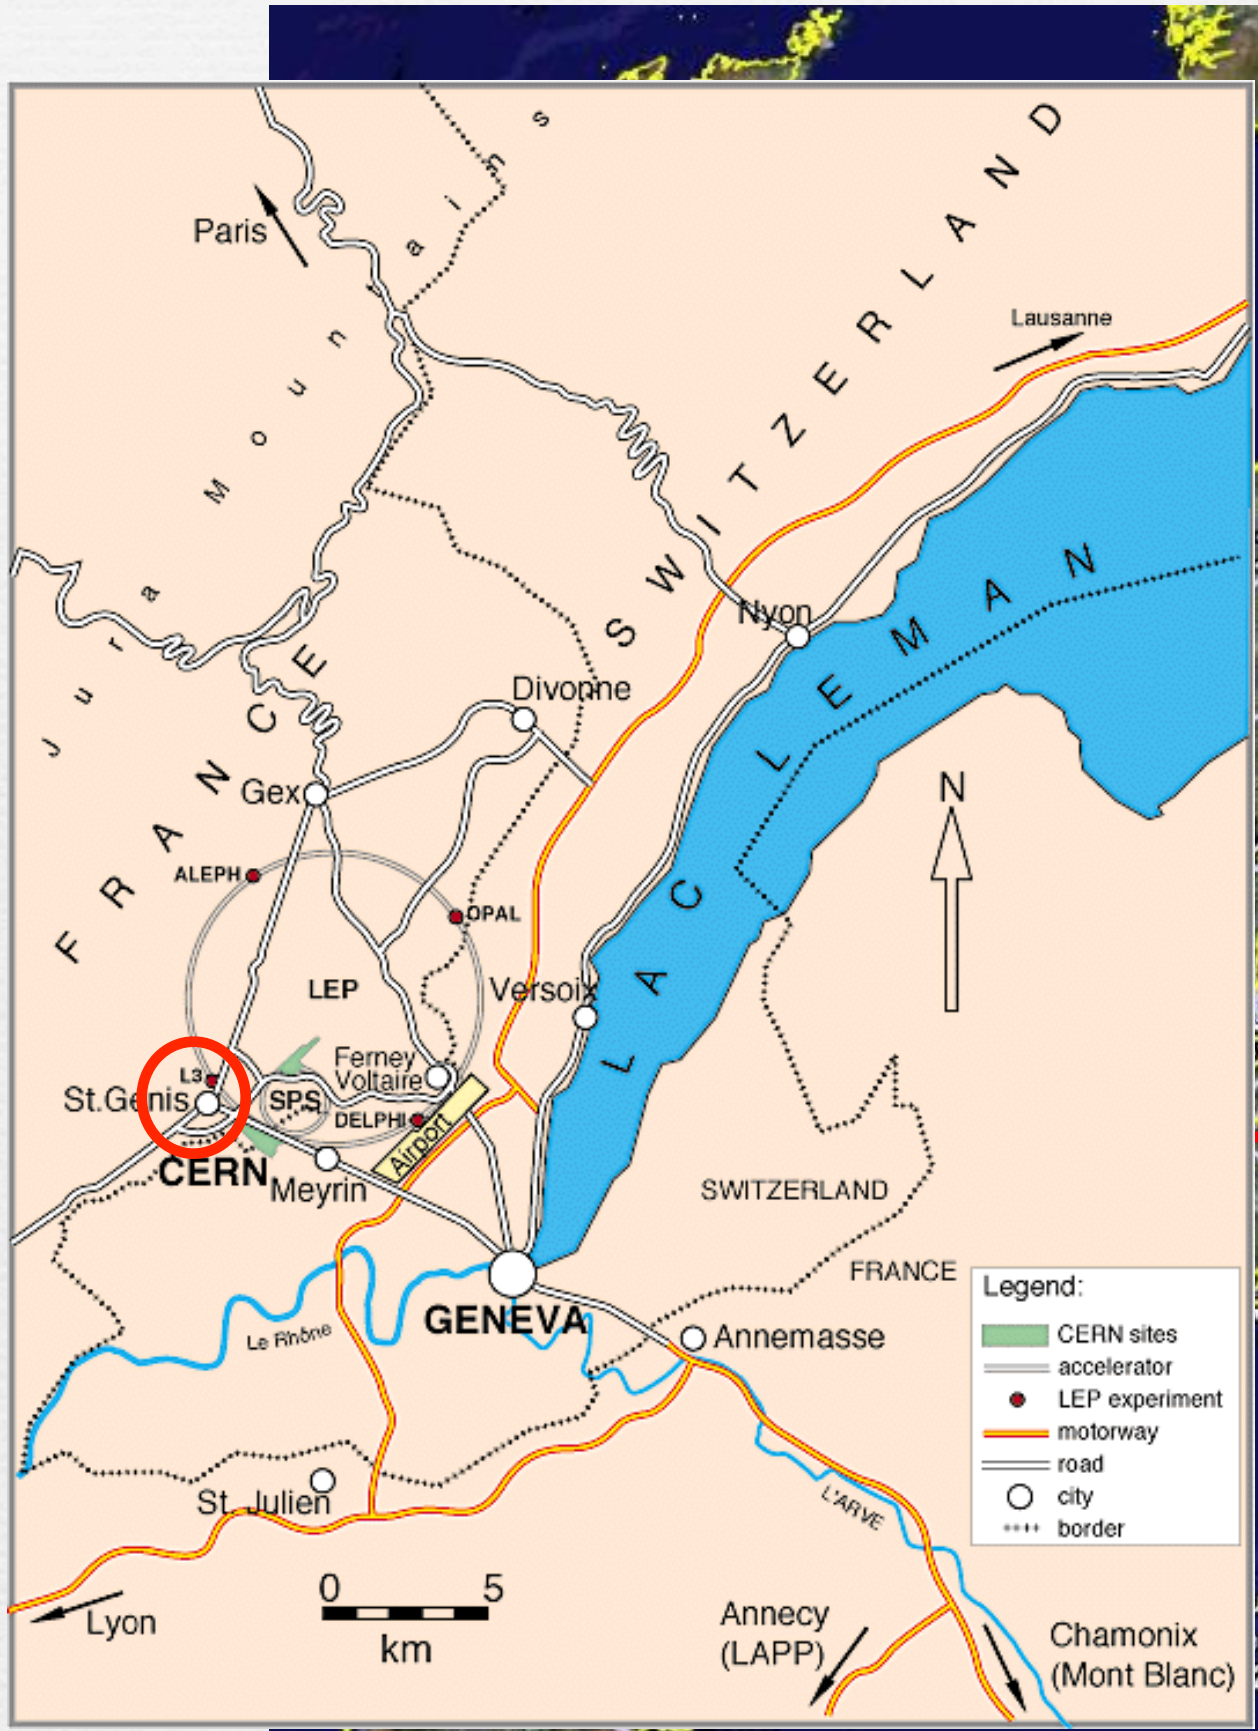 Jura Mountains
SWITZERLAND
FRANCE
LAC LEMAN
Paris
Lausanne
Nyon
Divonne
Gex
N
ALEPH
OPAL
LEP
Versoix
Ferney
Voltaire
L3
St.Genis
SPS
DELPHI
Airport
CERN
Meyrin
SWITZERLAND
FRANCE
GENEVA
Le Rhône
Annemasse
Legend:
CERN sites
accelerator
LEP experiment
motorway
road
city
border
St. Julien
L'ARVE
0 5
km
Lyon
Annecy
(LAPP)
Chamonix
(Mont Blanc)